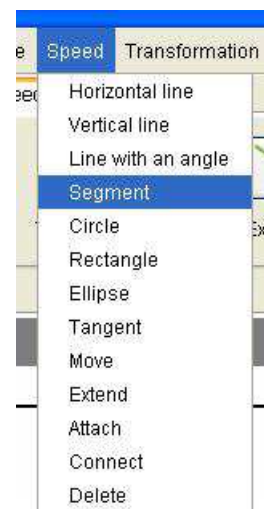 e Speed Transformation
Horizontal line
Vertical line
Line with an angle
Segment
Circle
Rectangle
Ellipse
Tangent
Move
Extend
Attach
Connect
Delete